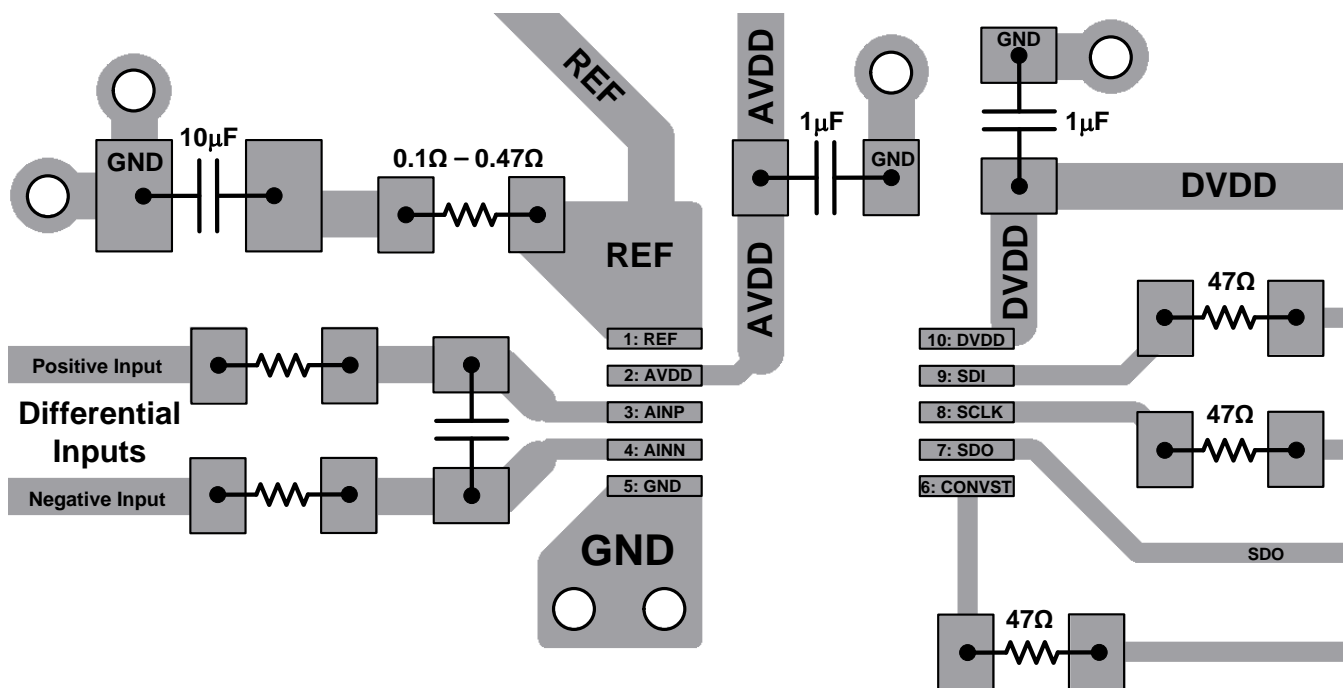 REF
AVDD
GND
1μF
GND
10μF
GND
0.1Ω – 0.47Ω
1μF
GND
DVDD
REF
AVDD
DVDD
47Ω
1: REF
10: DVDD
Positive Input
2: AVDD
9: SDI
Differential
Inputs
3: AINP
8: SCLK
47Ω
4: AINN
7: SDO
Negative Input
5: GND
6: CONVST
GND
SDO
47Ω